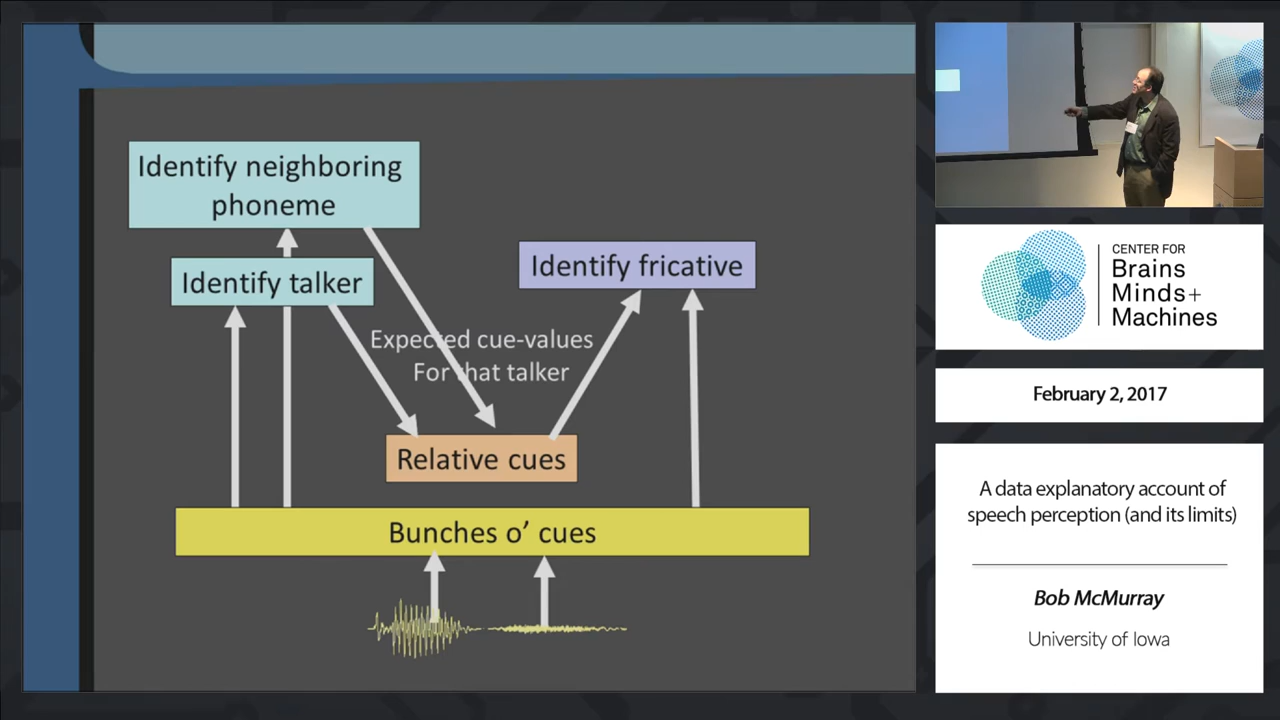 Identify neighboring
phoneme
Identify talker
Identify fricative
Expected cue-values
For that talker
Relative cues
Bunches o' cues
CENTER FOR
Brains
Minds+
Machines
February 2, 2017
A data explanatory account of
speech perception (and its limits)
Bob McMurray
University of Iowa